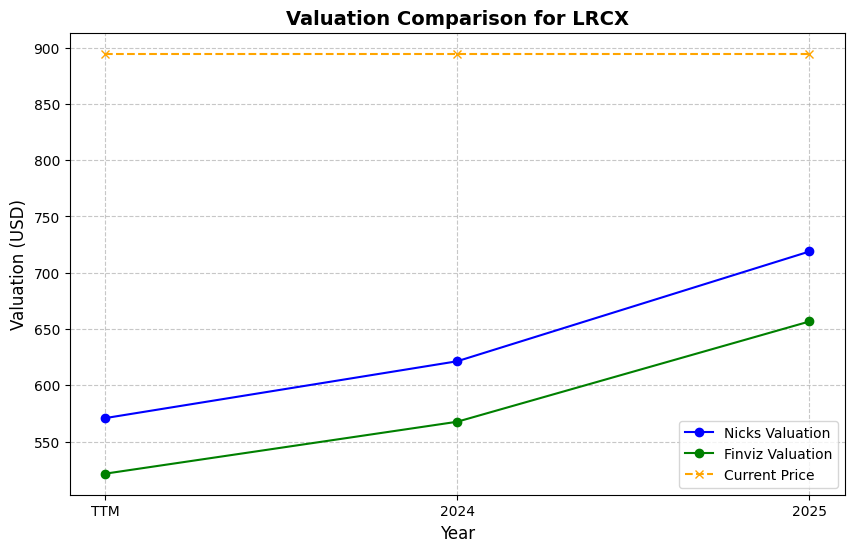 Valuation Comparison for LRCX
Valuation (USD)
900
850
800
750
700
650
600
550
TTM
2024
2025
Year
Nicks Valuation
Finviz Valuation
Current Price